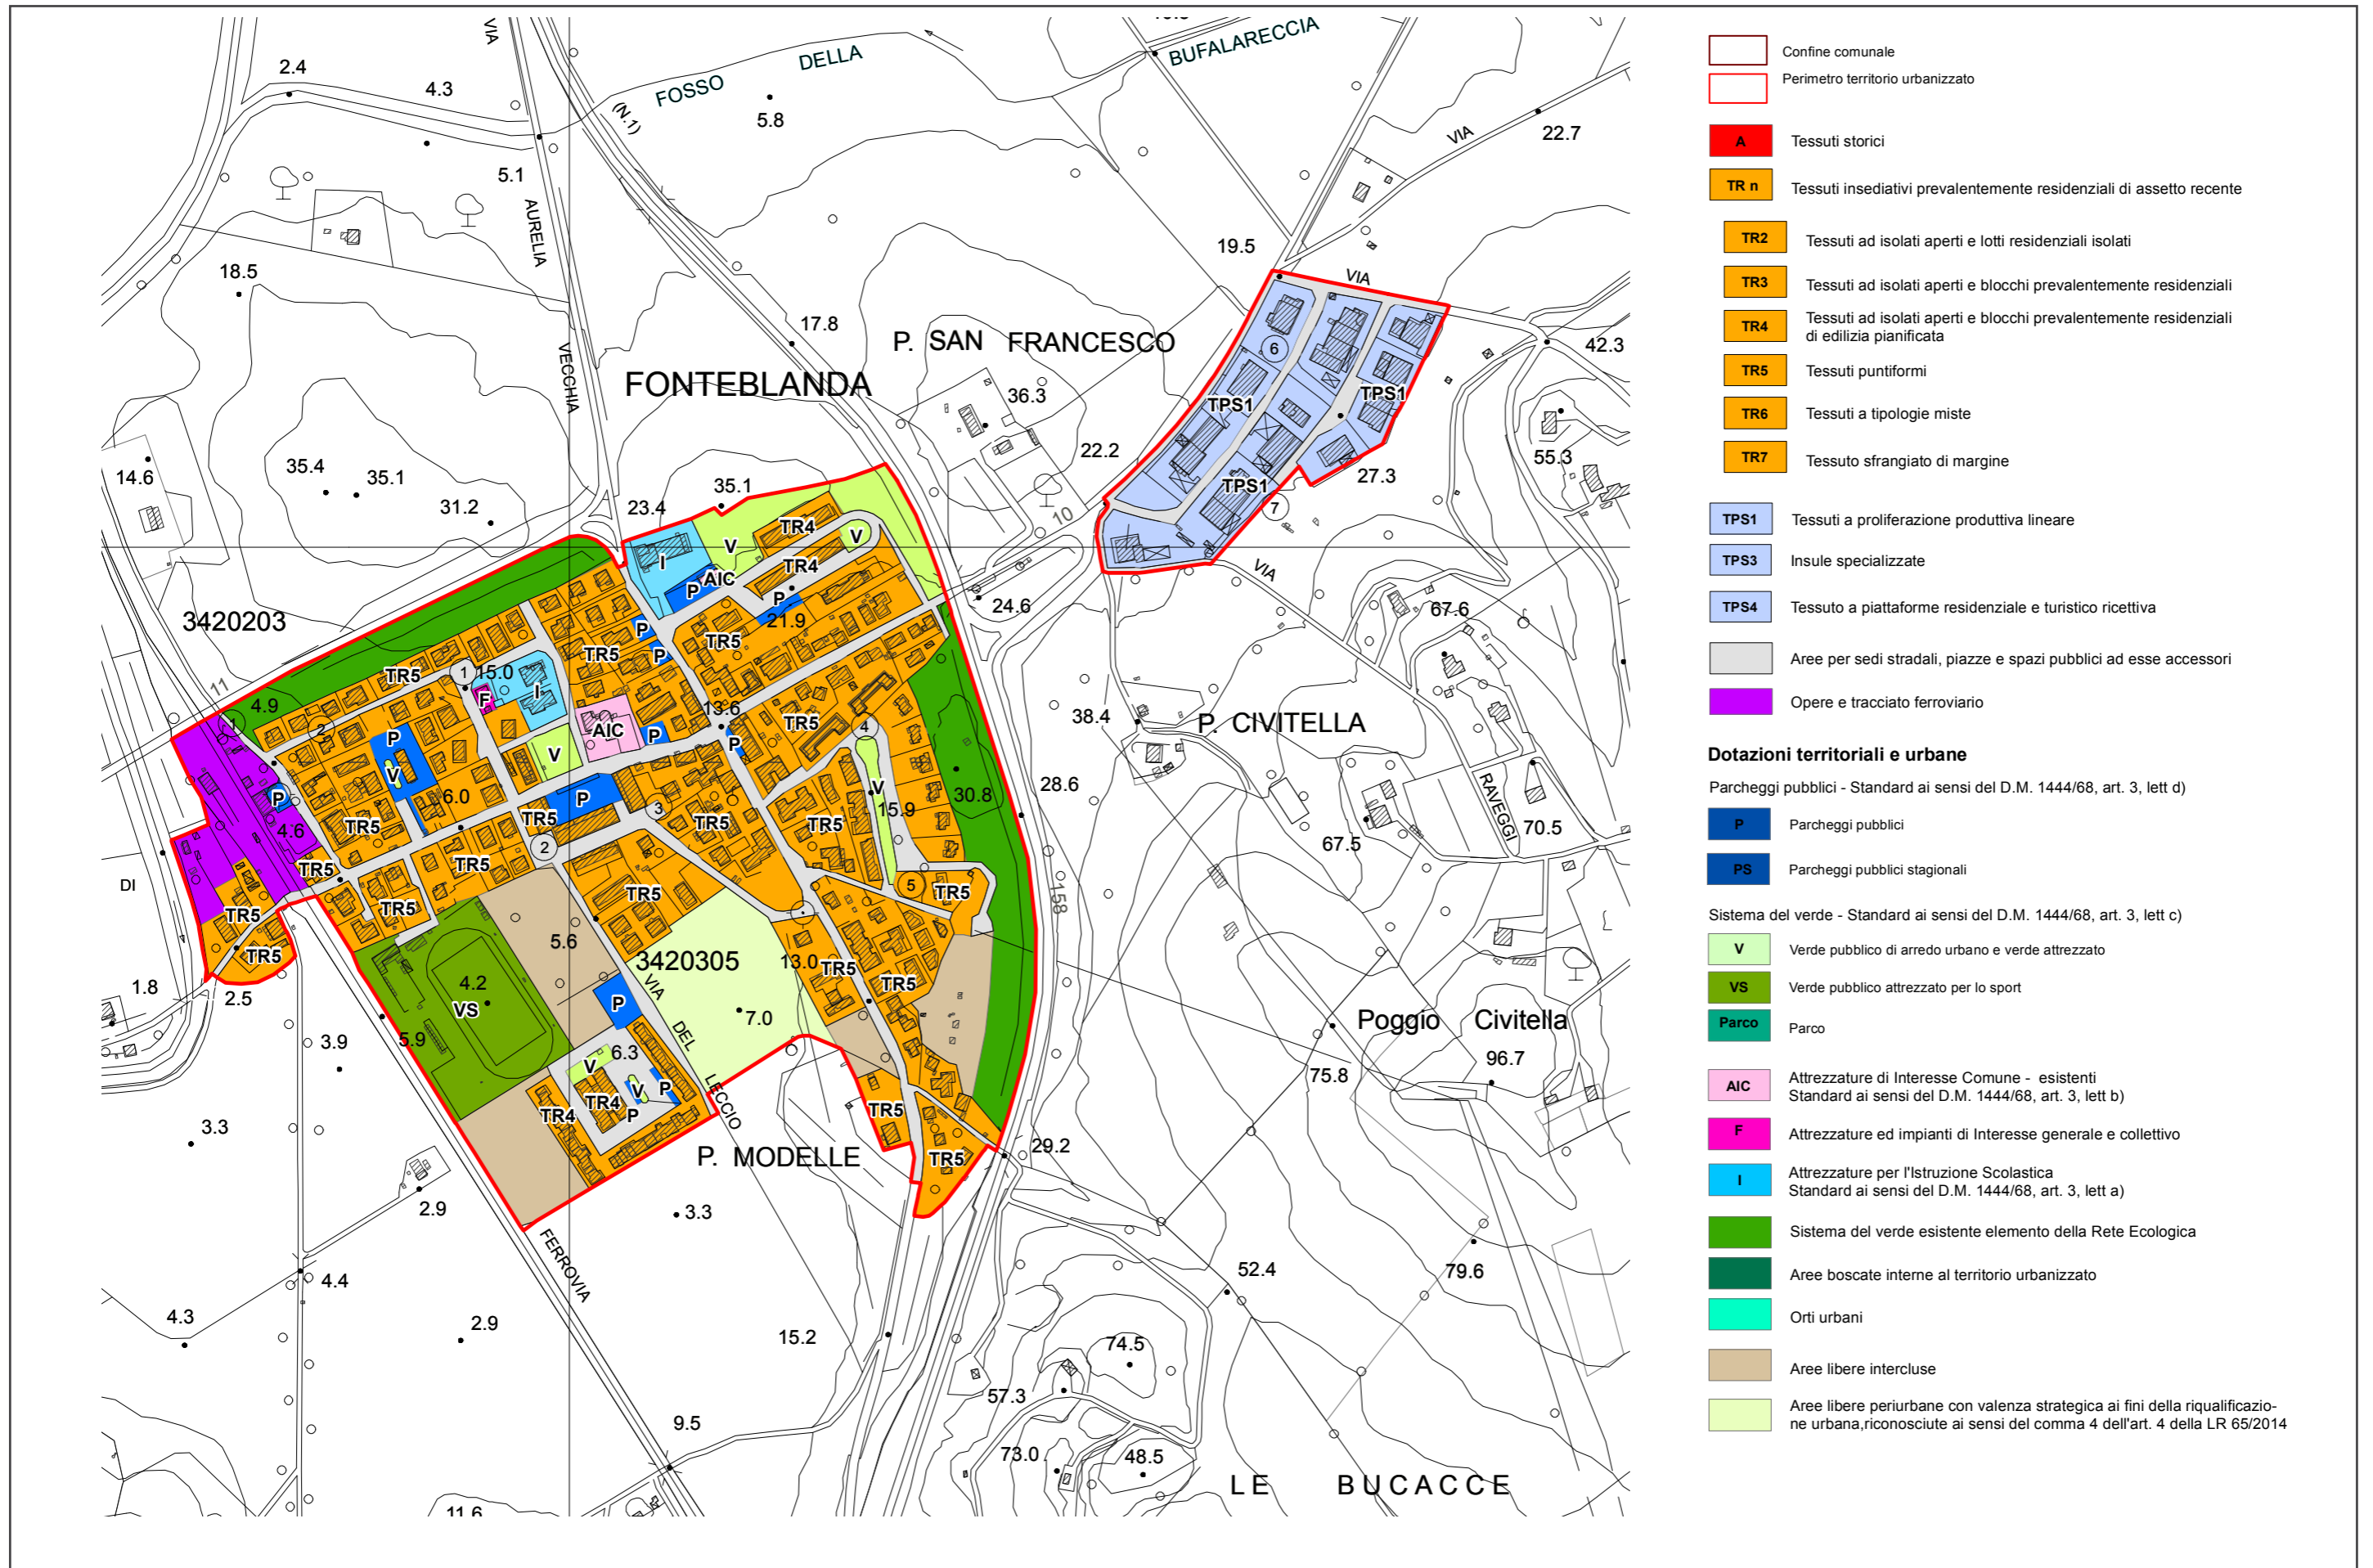 VIA
2.4
4.3
FOSSO DELLA BUFALARECCIA
(N.1)
5.8
VIA
22.7
5.1
AURELIA
18.5
19.5
VIA
17.8
P. SAN FRANCESCO
42.3
VECCHIA
FONTEBLANDA
6
36.3
TPS1
TPS1
14.6
35.4
35.1
22.2
55.3
31.2
23.4
35.1
TPS1
27.3
7
10
TR4
V
V
I
AIC
TR4
P
P
VIA
24.6
67.6
3420203
P
21.9
TR5
TR5
P
11
4.9
TR5
1
15.0
I
F
13.6
38.4
P. CIVITELLA
1
2
P
AIC
P
P
TR5
4
V
V
28.6
RAVEGGI
P
6.0
P
V
15.9
30.8
4.6
TR5
TR5
3
TR5
TR5
67.5
70.5
2
DI
TR5
TR5
TR5
TR5
5
TR5
158
TR5
TR5
5.6
3420305
13.0
TR5
TR5
1.8
2.5
4.2
VS
P
VIA
DEL
LECCIO
7.0
Poggio Civitella
3.9
5.9
6.3
V
V
P
75.8
96.7
TR4
TR4
P
TR5
3.3
P. MODELLE
TR5
29.2
2.9
3.3
FERROVIA
4.4
52.4
79.6
4.3
2.9
15.2
74.5
57.3
9.5
73.0
48.5
LE BUCACCE
11.6
Confine comunale
Perimetro territorio urbanizzato
A Tessuti storici
TR n Tessuti insediativi prevalentemente residenziali di assetto recente
TR2 Tessuti ad isolati aperti e lotti residenziali isolati
TR3 Tessuti ad isolati aperti e blocchi prevalentemente residenziali
TR4 Tessuti ad isolati aperti e blocchi prevalentemente residenziali
di edilizia pianificata
TR5 Tessuti puntiformi
TR6 Tessuti a tipologie miste
TR7 Tessuto sfrangiato di margine
TPS1 Tessuti a proliferazione produttiva lineare
TPS3 Insule specializzate
TPS4 Tessuto a piattaforme residenziale e turistico ricettiva
Aree per sedi stradali, piazze e spazi pubblici ad esse accessori
Opere e tracciato ferroviario
Dotazioni territoriali e urbane
Parcheggi pubblici - Standard ai sensi del D.M. 1444/68, art. 3, lett d)
P Parcheggi pubblici
PS Parcheggi pubblici stagionali
Sistema del verde - Standard ai sensi del D.M. 1444/68, art. 3, lett c)
V Verde pubblico di arredo urbano e verde attrezzato
VS Verde pubblico attrezzato per lo sport
Parco Parco
AIC Attrezzature di Interesse Comune - esistenti
Standard ai sensi del D.M. 1444/68, art. 3, lett b)
F Attrezzature ed impianti di Interesse generale e collettivo
I Attrezzature per l'Istruzione Scolastica
Standard ai sensi del D.M. 1444/68, art. 3, lett a)
Sistema del verde esistente elemento della Rete Ecologica
Aree boscate interne al territorio urbanizzato
Orti urbani
Aree libere intercluse
Aree libere periurbane con valenza strategica ai fini della riqualificazio-
ne urbana,riconosciute ai sensi del comma 4 dell'art. 4 della LR 65/2014